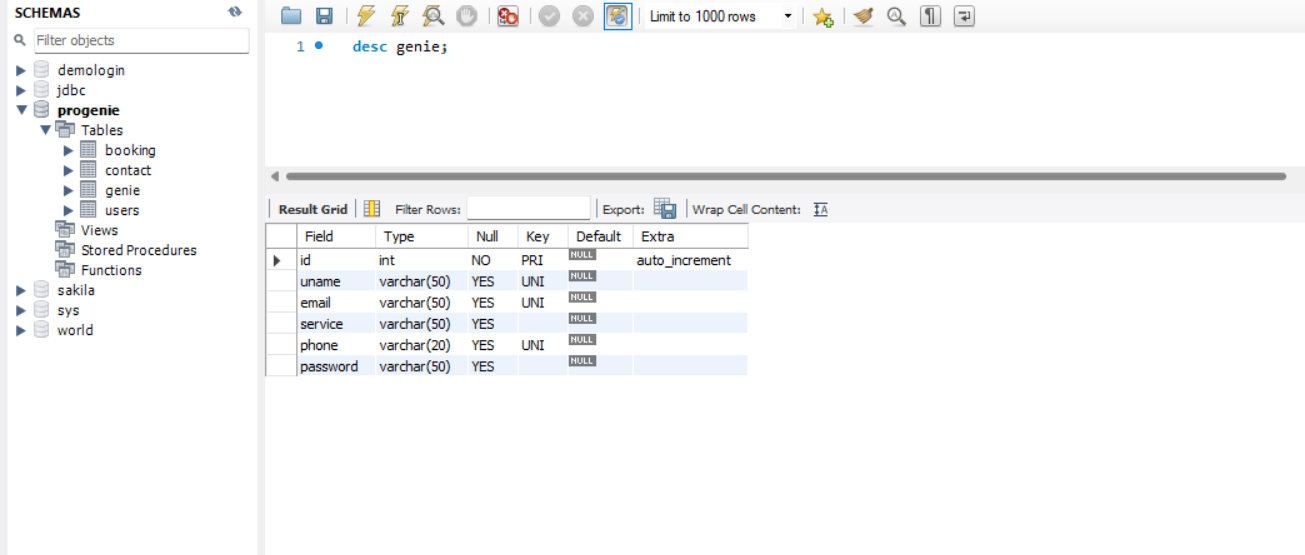 SCHEMAS
Filter objects
demologin
jdbc
progenie
Tables
booking
contact
genie
users
Views
Stored Procedures
Functions
sakila
sys
world
Limit to 1000 rows
1 desc genie;
Result Grid Filter Rows: Export: Wrap Cell Content: IA
Field Type Null Key Default Extra
id int NO PRI NULL auto_increment
uname varchar(50) YES UNI NULL
email varchar(50) YES UNI NULL
service varchar(50) YES NULL
phone varchar(20) YES UNI NULL
password varchar(50) YES NULL